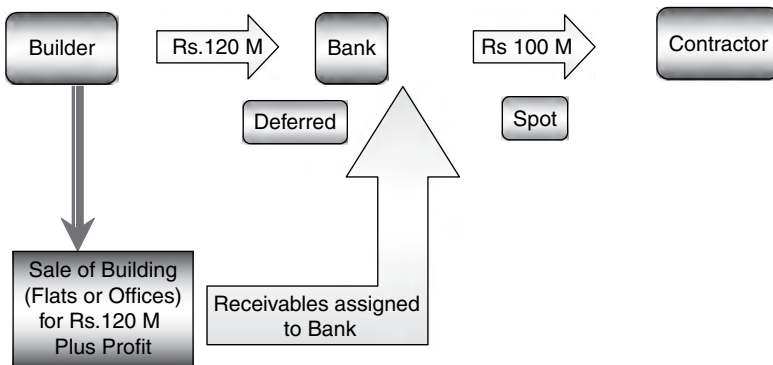 Builder
Rs.120 M
Bank
Rs 100 M
Contractor
Deferred
Spot
Sale of Building
(Flats or Offices)
for Rs.120 M
Plus Profit
Receivables assigned
to Bank